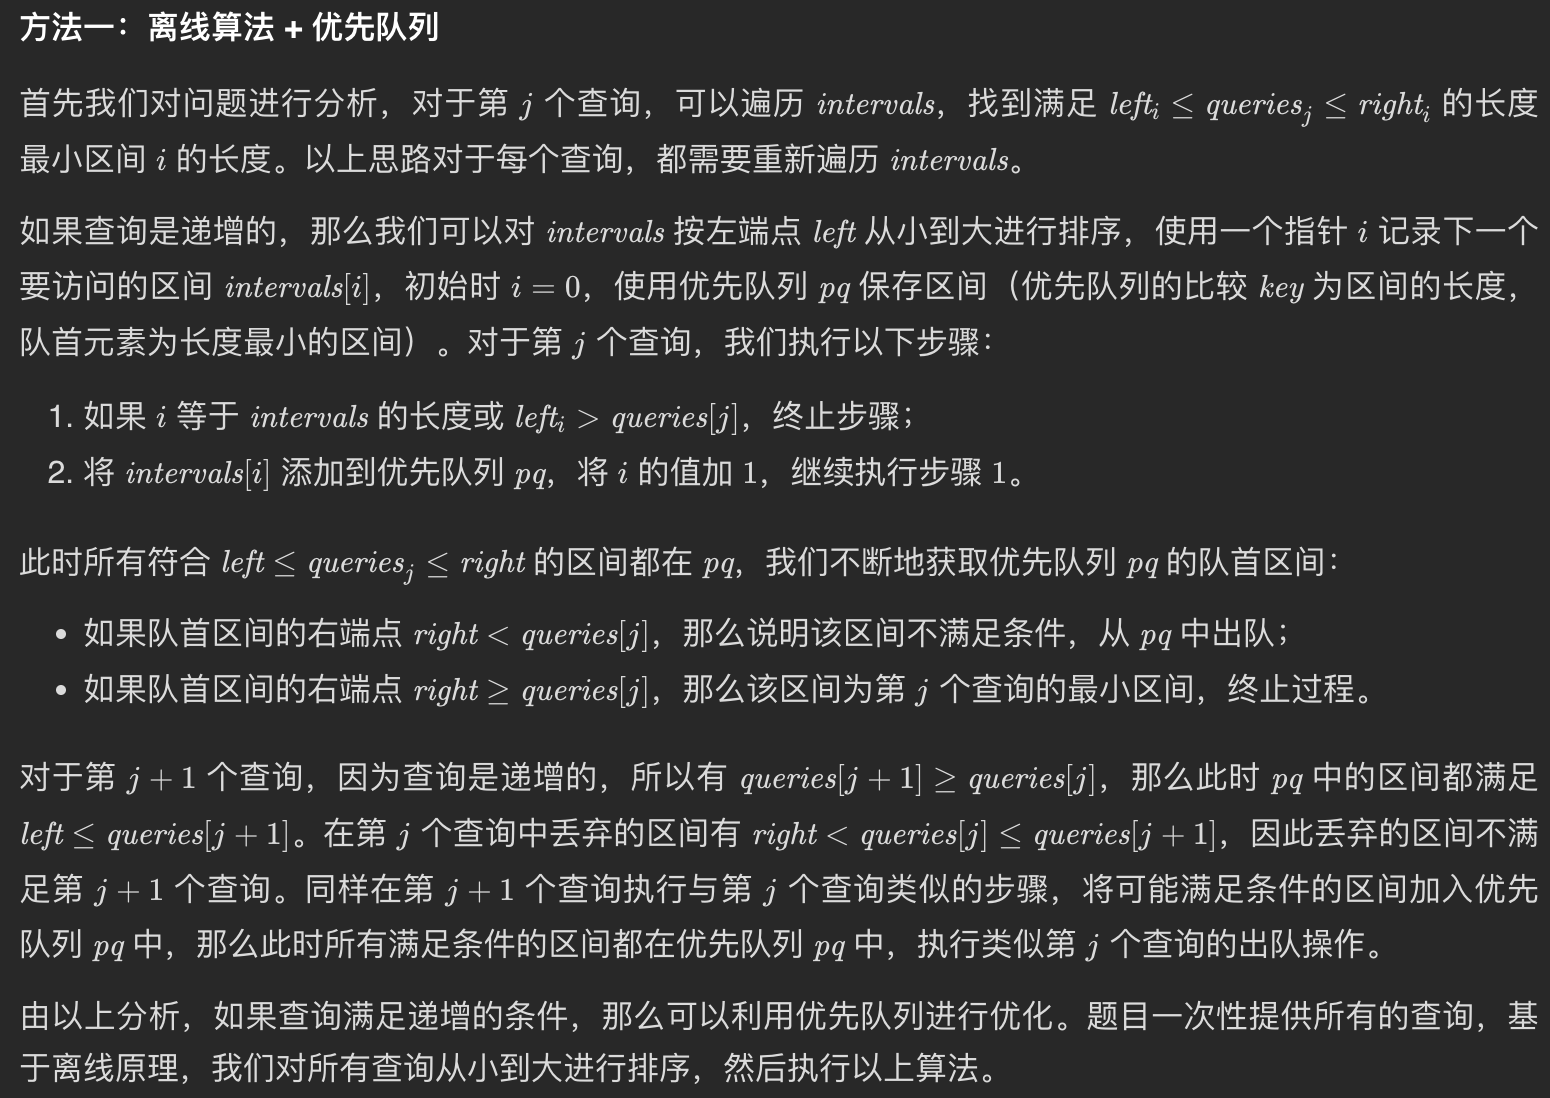 方法一：离线算法 + 优先队列
首先我们对问题进行分析，对于第 j 个查询，可以遍历 intervals，找到满足 leftᵢ ≤ queriesⱼ ≤ rightᵢ 的长度
最小区间 i 的长度。以上思路对于每个查询，都需要重新遍历 intervals。
如果查询是递增的，那么我们可以对 intervals 按左端点 left 从小到大进行排序，使用一个指针 i 记录下一个
要访问的区间 intervals[i]，初始时 i = 0，使用优先队列 pq 保存区间（优先队列的比较 key 为区间的长度，
队首元素为长度最小的区间）。对于第 j 个查询，我们执行以下步骤：
1. 如果 i 等于 intervals 的长度或 leftᵢ > queries[j]，终止步骤；
2. 将 intervals[i] 添加到优先队列 pq，将 i 的值加 1，继续执行步骤 1。
此时所有符合 left ≤ queriesⱼ ≤ right 的区间都在 pq，我们不断地获取优先队列 pq 的队首区间：
• 如果队首区间的右端点 right < queries[j]，那么说明该区间不满足条件，从 pq 中出队；
• 如果队首区间的右端点 right ≥ queries[j]，那么该区间为第 j 个查询的最小区间，终止过程。
对于第 j + 1 个查询，因为查询是递增的，所以有 queries[j + 1] ≥ queries[j]，那么此时 pq 中的区间都满足
left ≤ queries[j + 1]。在第 j 个查询中丢弃的区间有 right < queries[j] ≤ queries[j + 1]，因此丢弃的区间不满
足第 j + 1 个查询。同样在第 j + 1 个查询执行与第 j 个查询类似的步骤，将可能满足条件的区间加入优先
队列 pq 中，那么此时所有满足条件的区间都在优先队列 pq 中，执行类似第 j 个查询的出队操作。
由以上分析，如果查询满足递增的条件，那么可以利用优先队列进行优化。题目一次性提供所有的查询，基
于离线原理，我们对所有查询从小到大进行排序，然后执行以上算法。